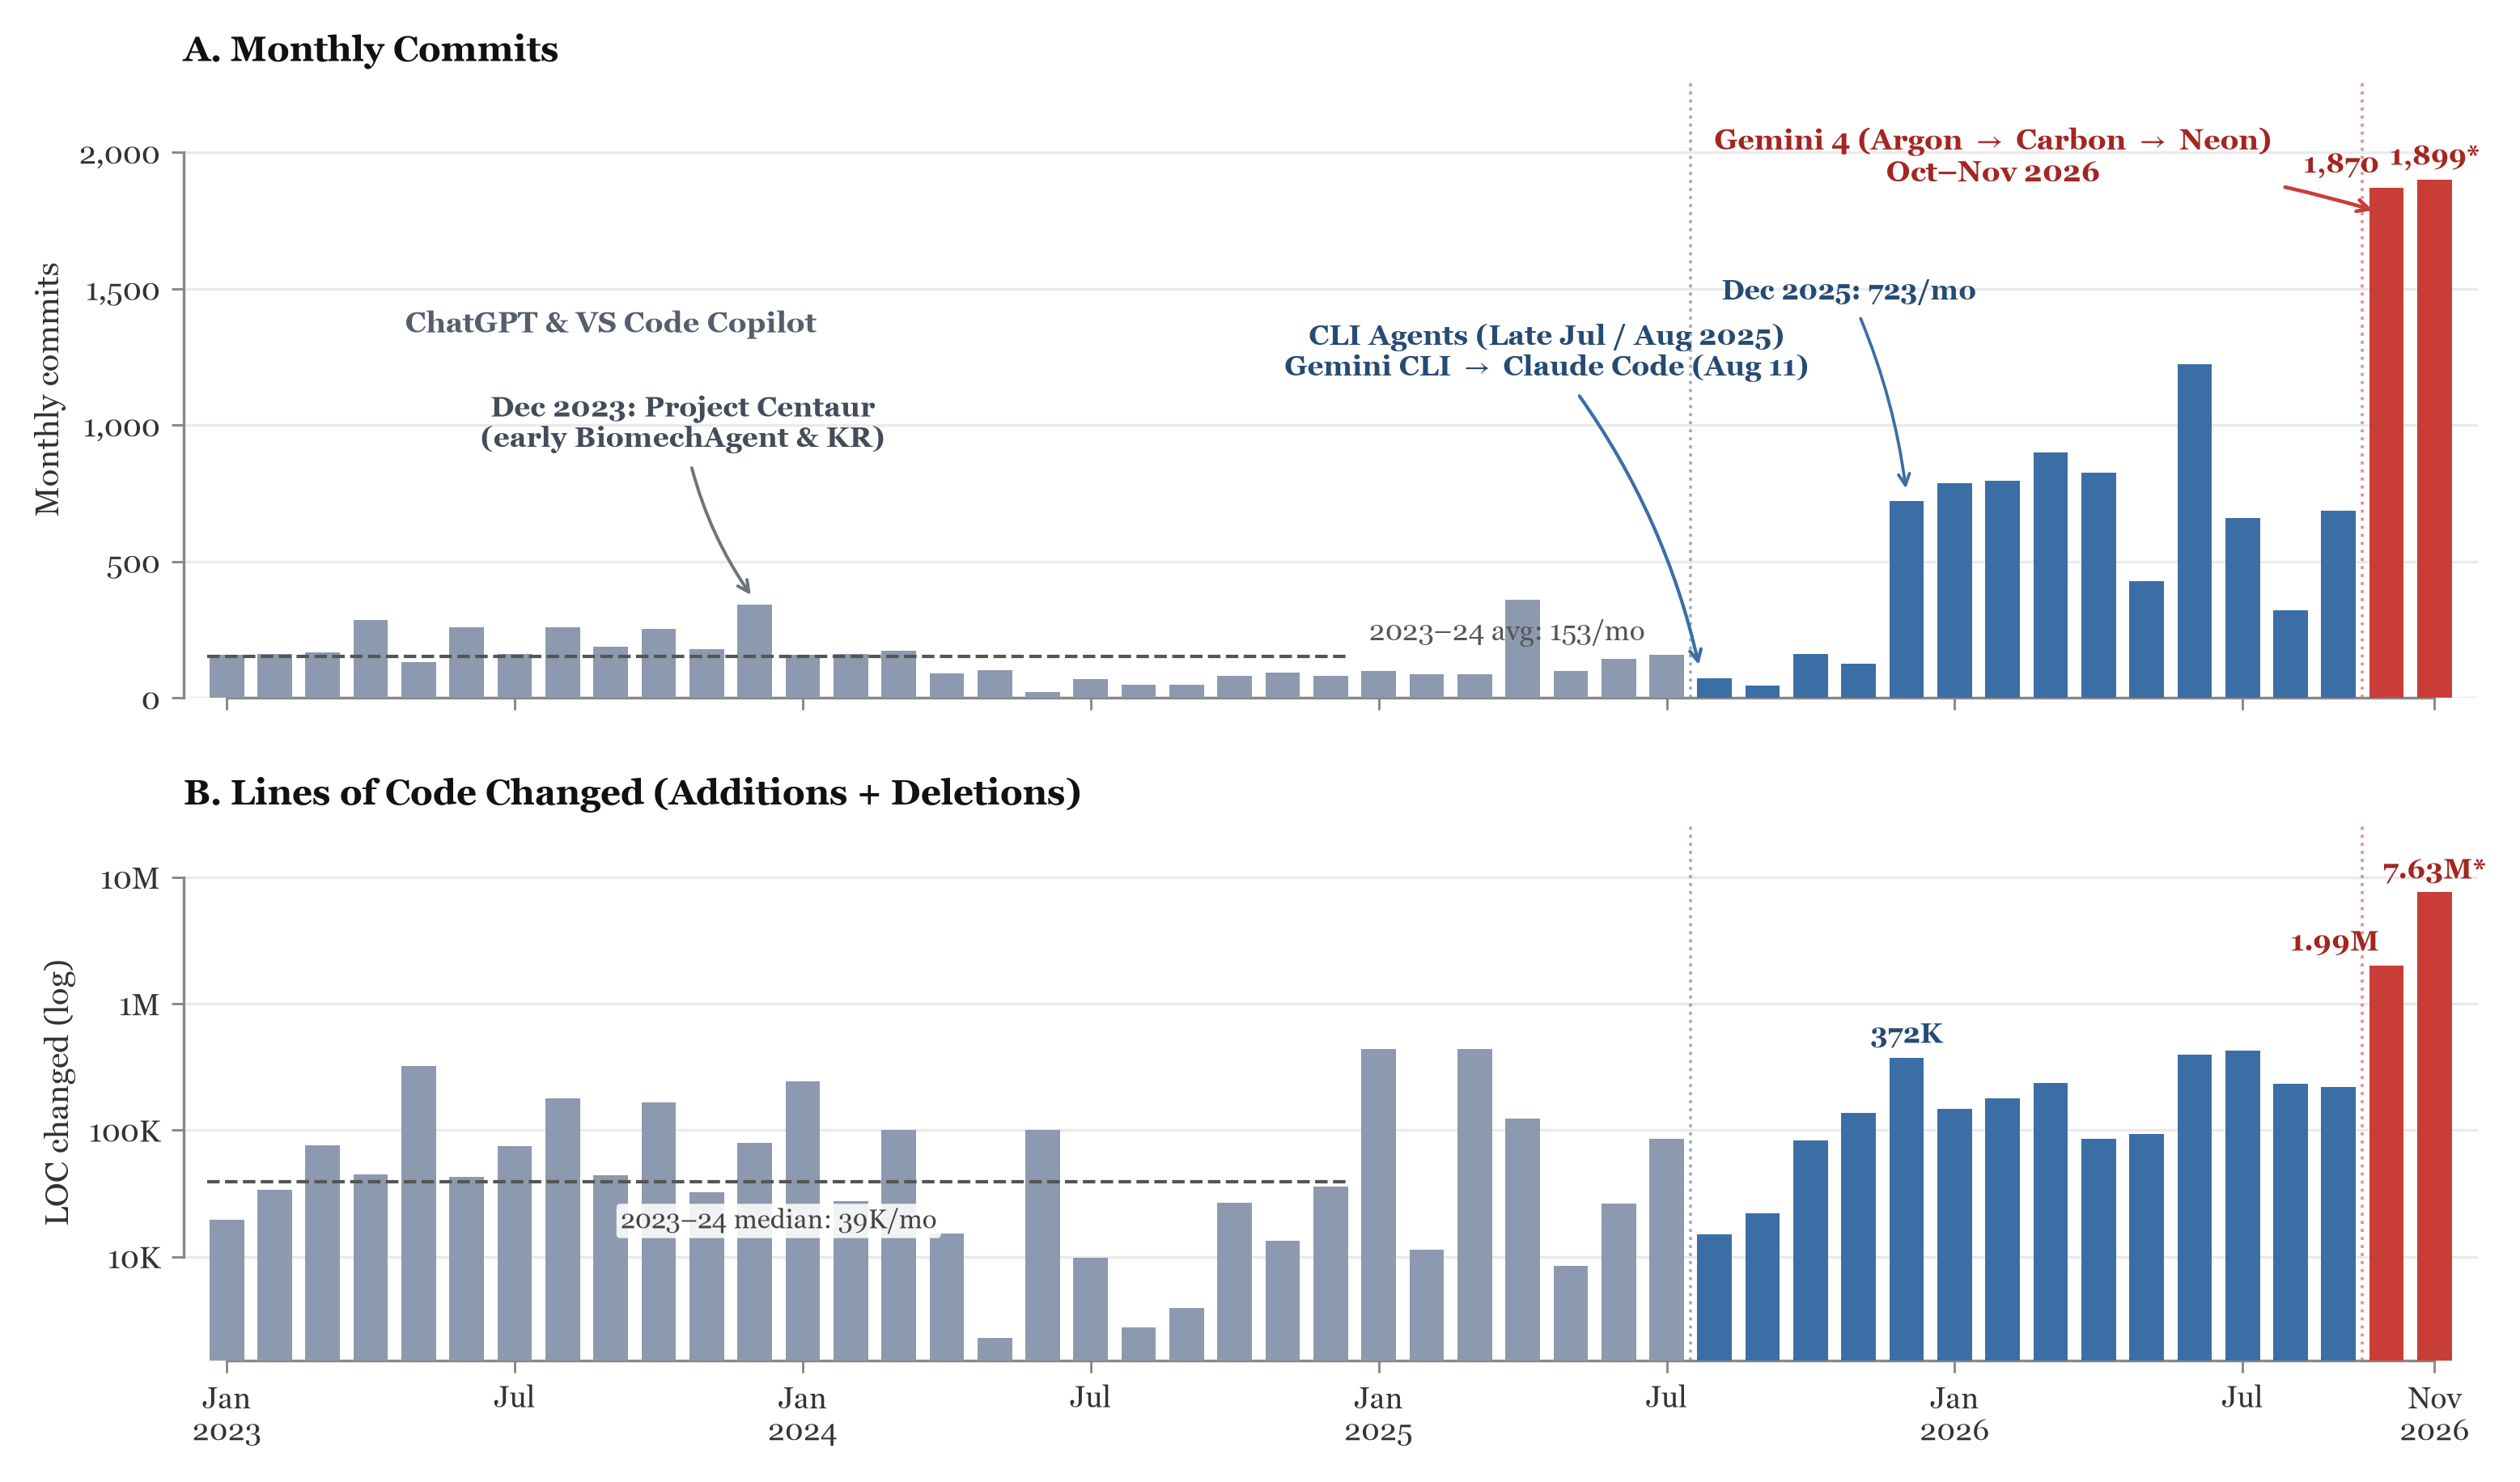 A. Monthly Commits
Monthly commits
2,000
1,500
1,000
500
0
ChatGPT & VS Code Copilot
Dec 2023: Project Centaur
(early BiomechAgent & KR)
2023–24 avg: 153/mo
CLI Agents (Late Jul / Aug 2025)
Gemini CLI → Claude Code (Aug 11)
Dec 2025: 723/mo
Gemini 4 (Argon → Carbon → Neon)
Oct–Nov 2026
1,870
1,899*
B. Lines of Code Changed (Additions + Deletions)
LOC changed (log)
10M
1M
100K
10K
2023–24 median: 39K/mo
372K
1.99M
7.63M*
Jan
2023
Jul
Jan
2024
Jul
Jan
2025
Jul
Jan
2026
Jul
Nov
2026